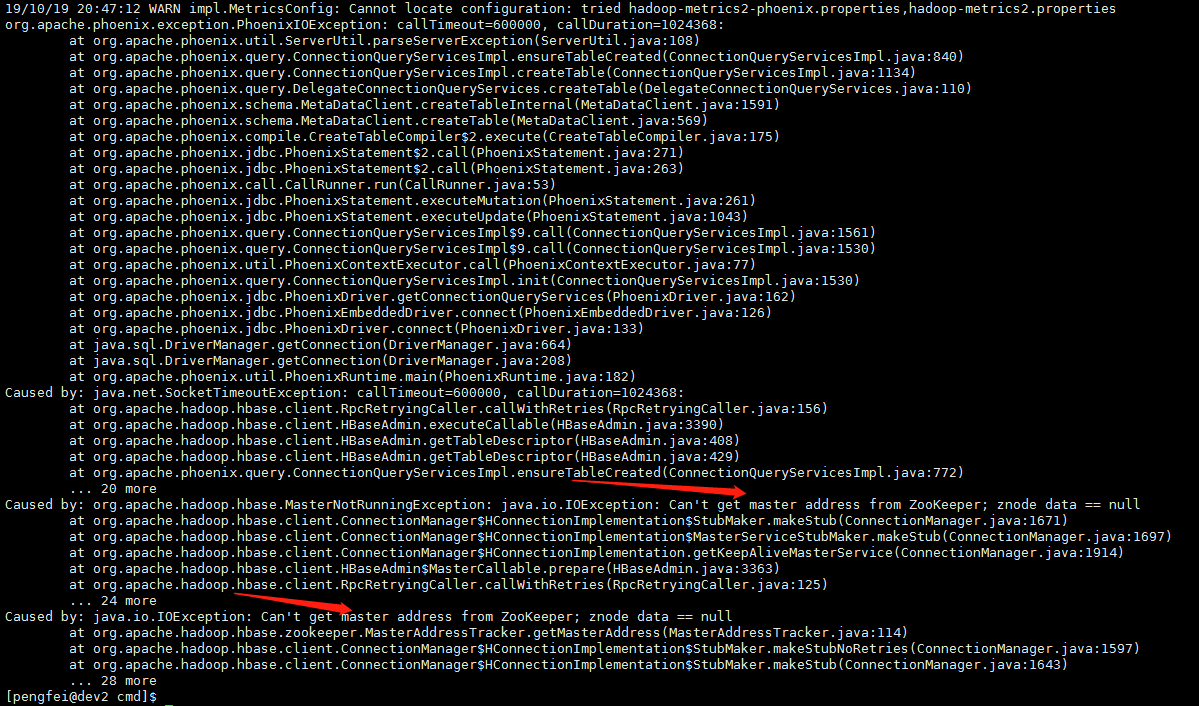 19/10/19 20:47:12 WARN impl.MetricsConfig: Cannot locate configuration: tried hadoop-metrics2-phoenix.properties,hadoop-metrics2.properties
org.apache.phoenix.exception.PhoenixIOException: callTimeout=600000, callDuration=1024368:
        at org.apache.phoenix.util.ServerUtil.parseServerException(ServerUtil.java:108)
        at org.apache.phoenix.query.ConnectionQueryServicesImpl.ensureTableCreated(ConnectionQueryServicesImpl.java:840)
        at org.apache.phoenix.query.ConnectionQueryServicesImpl.createTable(ConnectionQueryServicesImpl.java:1134)
        at org.apache.phoenix.query.DelegateConnectionQueryServices.createTable(DelegateConnectionQueryServices.java:110)
        at org.apache.phoenix.schema.MetaDataClient.createTableInternal(MetaDataClient.java:1591)
        at org.apache.phoenix.schema.MetaDataClient.createTable(MetaDataClient.java:569)
        at org.apache.phoenix.compile.CreateTableCompiler$2.execute(CreateTableCompiler.java:175)
        at org.apache.phoenix.jdbc.PhoenixStatement$2.call(PhoenixStatement.java:271)
        at org.apache.phoenix.jdbc.PhoenixStatement$2.call(PhoenixStatement.java:263)
        at org.apache.phoenix.call.CallRunner.run(CallRunner.java:53)
        at org.apache.phoenix.jdbc.PhoenixStatement.executeMutation(PhoenixStatement.java:261)
        at org.apache.phoenix.jdbc.PhoenixStatement.executeUpdate(PhoenixStatement.java:1043)
        at org.apache.phoenix.query.ConnectionQueryServicesImpl$9.call(ConnectionQueryServicesImpl.java:1561)
        at org.apache.phoenix.query.ConnectionQueryServicesImpl$9.call(ConnectionQueryServicesImpl.java:1530)
        at org.apache.phoenix.util.PhoenixContextExecutor.call(PhoenixContextExecutor.java:77)
        at org.apache.phoenix.query.ConnectionQueryServicesImpl.init(ConnectionQueryServicesImpl.java:1530)
        at org.apache.phoenix.jdbc.PhoenixDriver.getConnectionQueryServices(PhoenixDriver.java:162)
        at org.apache.phoenix.jdbc.PhoenixEmbeddedDriver.connect(PhoenixEmbeddedDriver.java:126)
        at org.apache.phoenix.jdbc.PhoenixDriver.connect(PhoenixDriver.java:133)
        at java.sql.DriverManager.getConnection(DriverManager.java:664)
        at java.sql.DriverManager.getConnection(DriverManager.java:208)
        at org.apache.phoenix.util.PhoenixRuntime.main(PhoenixRuntime.java:182)
Caused by: java.net.SocketTimeoutException: callTimeout=600000, callDuration=1024368:
        at org.apache.hadoop.hbase.client.RpcRetryingCaller.callWithRetries(RpcRetryingCaller.java:156)
        at org.apache.hadoop.hbase.client.HBaseAdmin.executeCallable(HBaseAdmin.java:3390)
        at org.apache.hadoop.hbase.client.HBaseAdmin.getTableDescriptor(HBaseAdmin.java:408)
        at org.apache.hadoop.hbase.client.HBaseAdmin.getTableDescriptor(HBaseAdmin.java:429)
        at org.apache.phoenix.query.ConnectionQueryServicesImpl.ensureTableCreated(ConnectionQueryServicesImpl.java:772)
        ... 20 more
Caused by: org.apache.hadoop.hbase.MasterNotRunningException: java.io.IOException: Can't get master address from ZooKeeper; znode data == null
        at org.apache.hadoop.hbase.client.ConnectionManager$HConnectionImplementation$StubMaker.makeStub(ConnectionManager.java:1671)
        at org.apache.hadoop.hbase.client.ConnectionManager$HConnectionImplementation$MasterServiceStubMaker.makeStub(ConnectionManager.java:1697)
        at org.apache.hadoop.hbase.client.ConnectionManager$HConnectionImplementation.getKeepAliveMasterService(ConnectionManager.java:1914)
        at org.apache.hadoop.hbase.client.HBaseAdmin$MasterCallable.prepare(HBaseAdmin.java:3363)
        at org.apache.hadoop.hbase.client.RpcRetryingCaller.callWithRetries(RpcRetryingCaller.java:125)
        ... 24 more
Caused by: java.io.IOException: Can't get master address from ZooKeeper; znode data == null
        at org.apache.hadoop.hbase.zookeeper.MasterAddressTracker.getMasterAddress(MasterAddressTracker.java:114)
        at org.apache.hadoop.hbase.client.ConnectionManager$HConnectionImplementation$StubMaker.makeStubNoRetries(ConnectionManager.java:1597)
        at org.apache.hadoop.hbase.client.ConnectionManager$HConnectionImplementation$StubMaker.makeStub(ConnectionManager.java:1643)
        ... 28 more
[pengfei@dev2 cmd]$ _